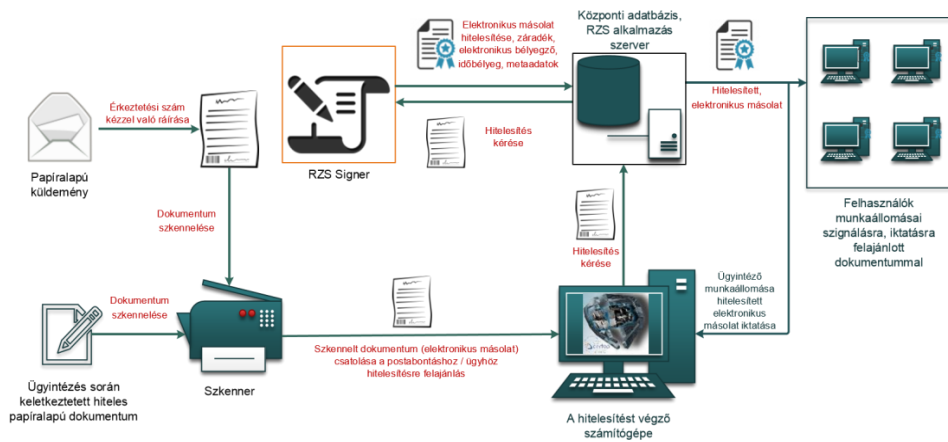 Elektronikus másolat
hitelesítése, záradék,
elektronikus bélyegző,
időbélyeg, metaadatok
Központi adatbázis,
RZS alkalmazás
szerver
Érkeztetési szám
kézzel való ráírása
Hitelesített,
elektronikus másolat
Hitelesítés
kérése
Papíralapú
küldemény
RZS Signer
Felhasználók
munkaállomásai
szignálásra, iktatásra
felajánlott
dokumentummal
Dokumentum
szkennelése
Hitelesítés
kérése
Ügyintéző
munkaállomása
hitelesített
elektronikus
másolat iktatása
Dokumentum
szkennelése
Szkennelt dokumentum (elektronikus másolat)
csatolása a postabontáshoz / ügyhöz
hitelesítésre felajánlás
Ügyintézés során
keletkeztetett hiteles
papíralapú dokumentum
Szkenner
A hitelesítést végző
számítógépe